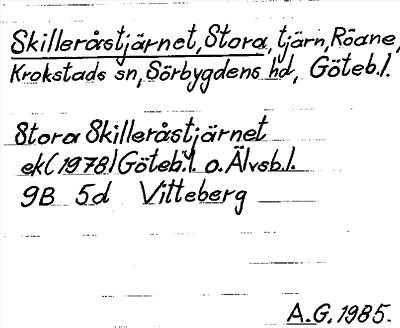 Skilleråstjärnet, Stora, tjärn, Röane,
Krokstads sn, Sörbygdens hd, Göteb.l.
Stora Skilleråstjärnet
ek (1978) Göteb.l. o. Älvsb.l.
9B 5d Vitteberg
A.G. 1985.